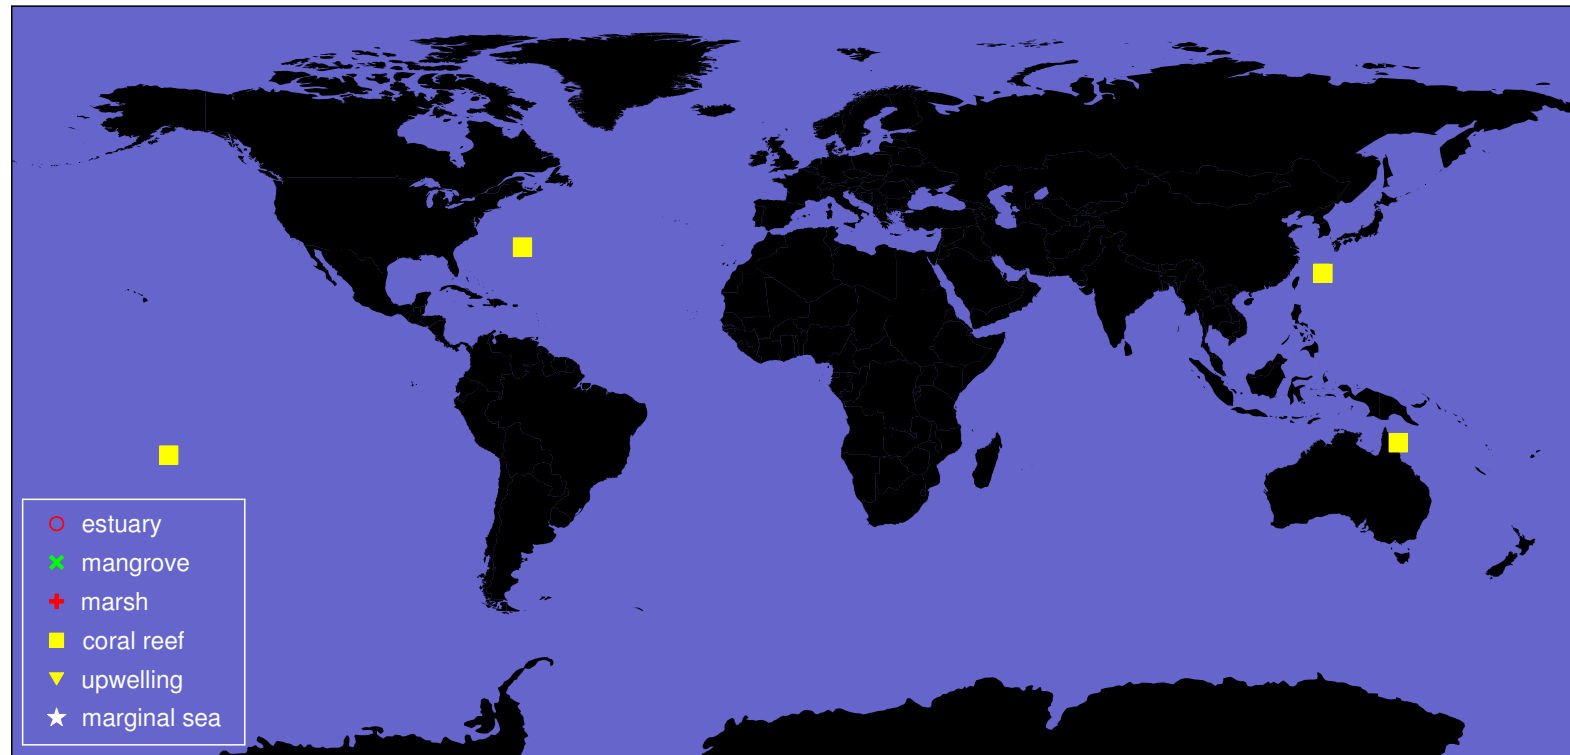 estuary
mangrove
marsh
coral reef
upwelling
marginal sea